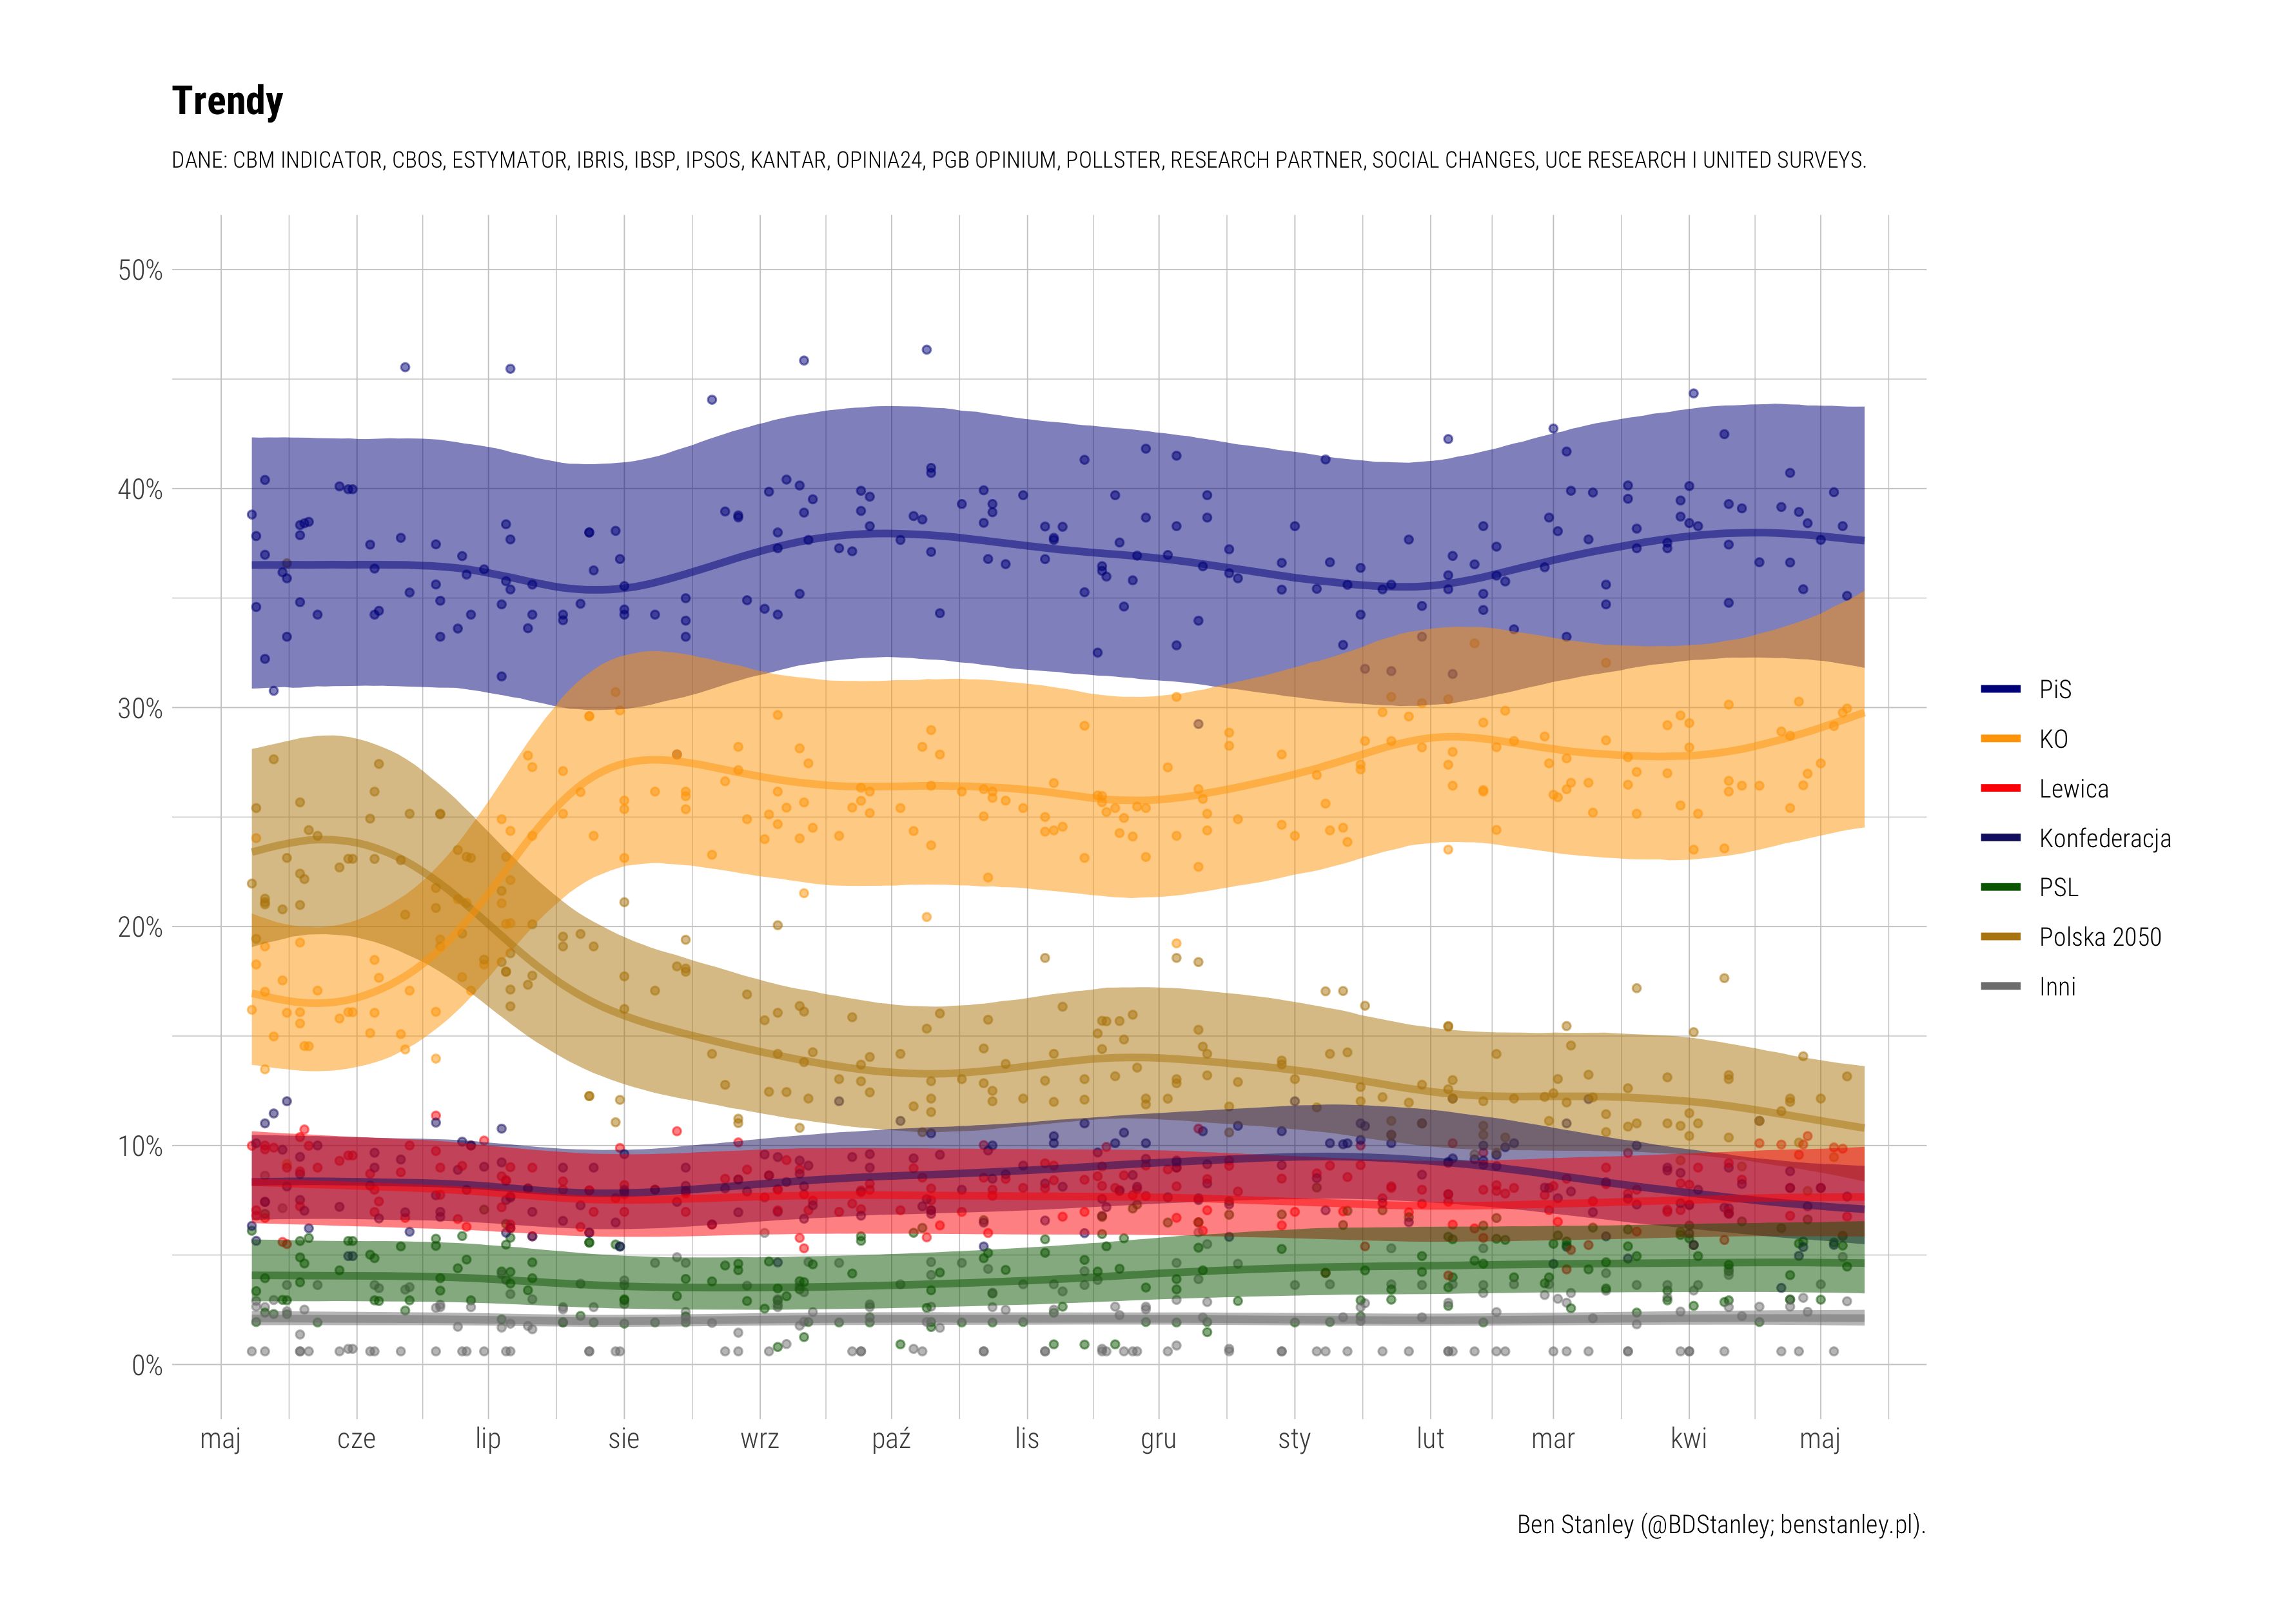 Trendy
DANE: CBM INDICATOR, CBOS, ESTYMATOR, IBRIS, IBSP, IPSOS, KANTAR, OPINIA24, PGB OPINIUM, POLLSTER, RESEARCH PARTNER, SOCIAL CHANGES, UCE RESEARCH I UNITED SURVEYS.
50%
40%
30%
20%
10%
0%
maj cze lip sie wrz paź lis gru sty lut mar kwi maj
PiS
KO
Lewica
Konfederacja
PSL
Polska 2050
Inni
Ben Stanley (@BDStanley; benstanley.pl).